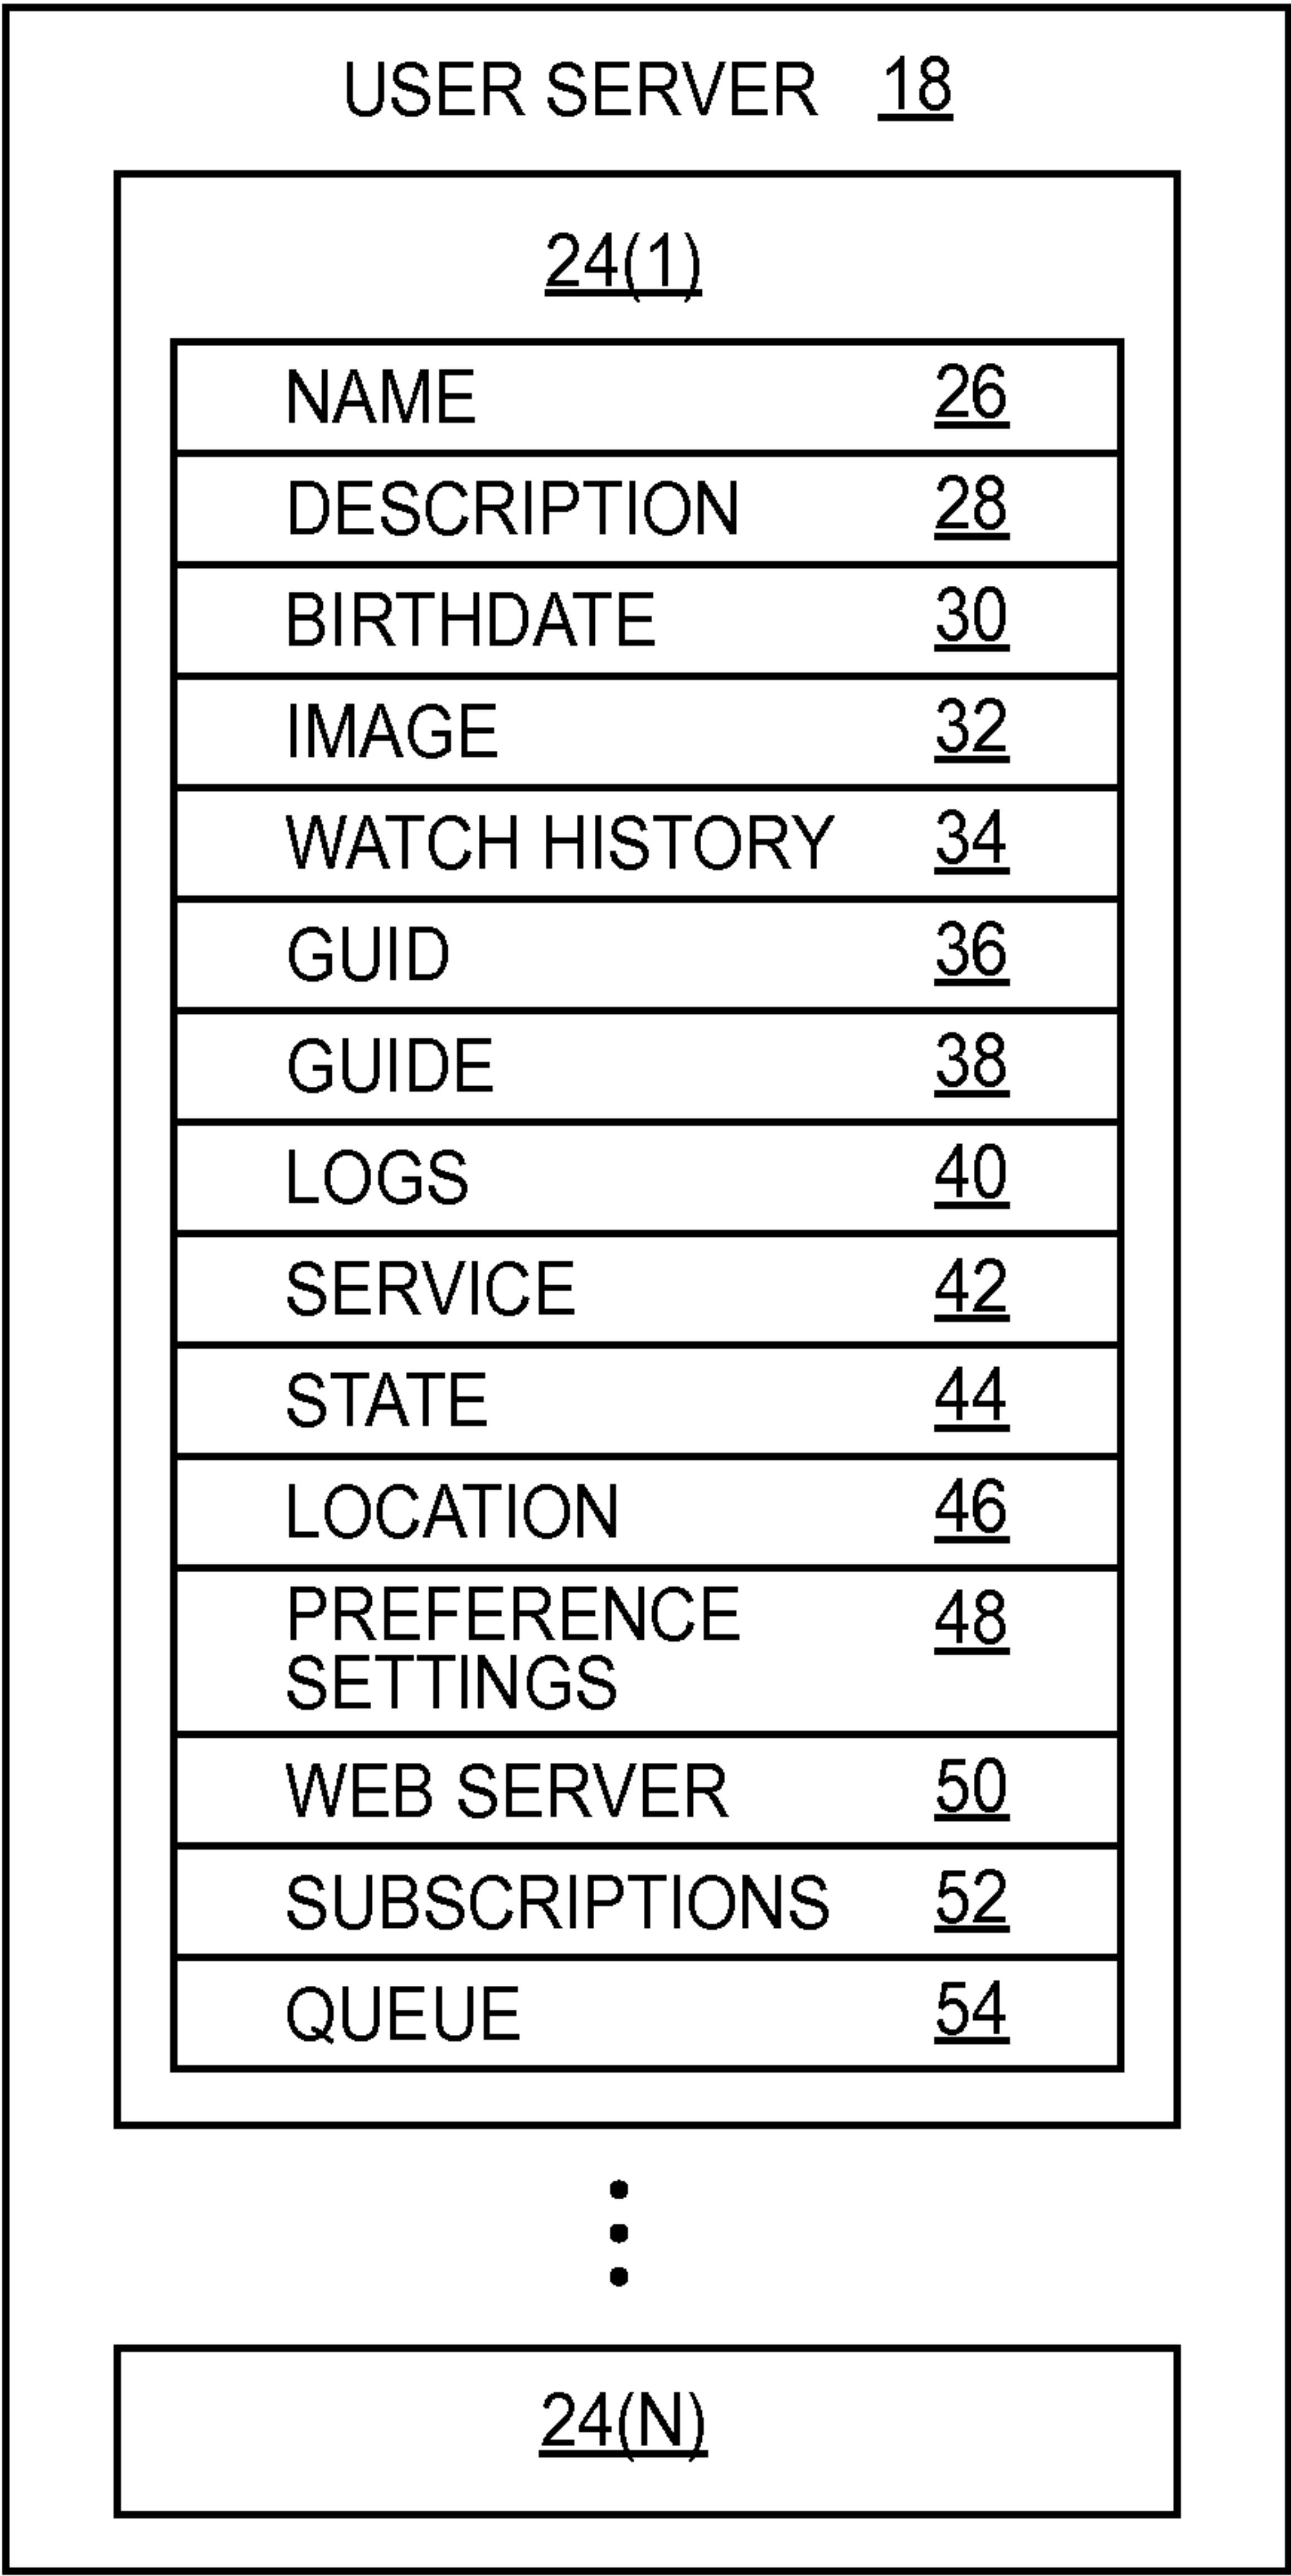 USER SERVER 18
24(1)
NAME 26
DESCRIPTION 28
BIRTHDATE 30
IMAGE 32
WATCH HISTORY 34
GUID 36
GUIDE 38
LOGS 40
SERVICE 42
STATE 44
LOCATION 46
PREFERENCE 48
SETTINGS
WEB SERVER 50
SUBSCRIPTIONS 52
QUEUE 54
24(N)